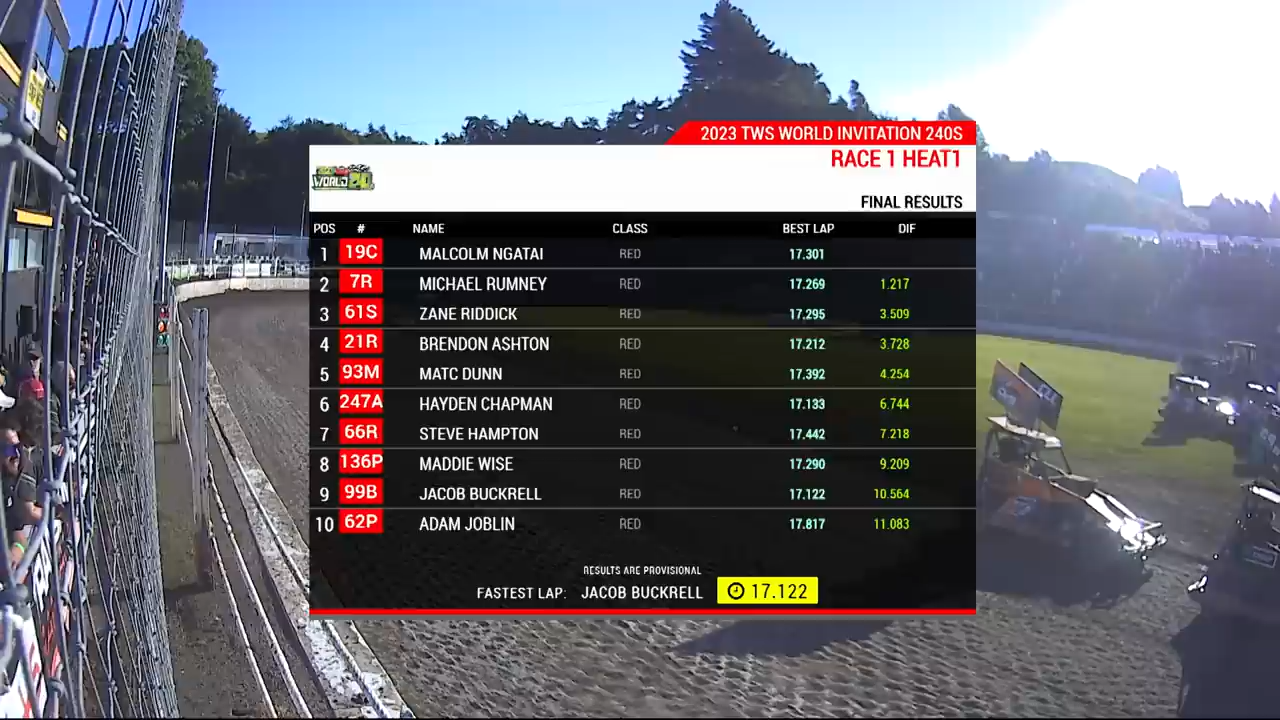 2023 TWS WORLD INVITATION 240S
RACE 1 HEAT1
WORLD 240
FINAL RESULTS
POS # NAME CLASS BEST LAP DIF
1 19C MALCOLM NGATAI RED 17.301
2 7R MICHAEL RUMNEY RED 17.269 1.217
3 61S ZANE RIDDICK RED 17.295 3.509
4 21R BRENDON ASHTON RED 17.212 3.728
5 93M MATC DUNN RED 17.392 4.254
6 247A HAYDEN CHAPMAN RED 17.133 6.744
7 66R STEVE HAMPTON RED 17.442 7.218
8 136P MADDIE WISE RED 17.290 9.209
9 99B JACOB BUCKRELL RED 17.122 10.564
10 62P ADAM JOBLIN RED 17.817 11.083
RESULTS ARE PROVISIONAL
FASTEST LAP: JACOB BUCKRELL 17.122